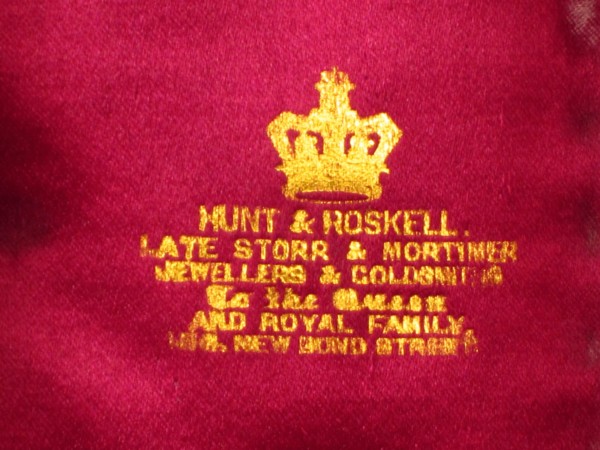 HUNT & ROSKELL.
LATE STORR & MORTIMER
JEWELLERS & GOLDSMITHS
To the Queen
AND ROYAL FAMILY,
NEW BOND STREET